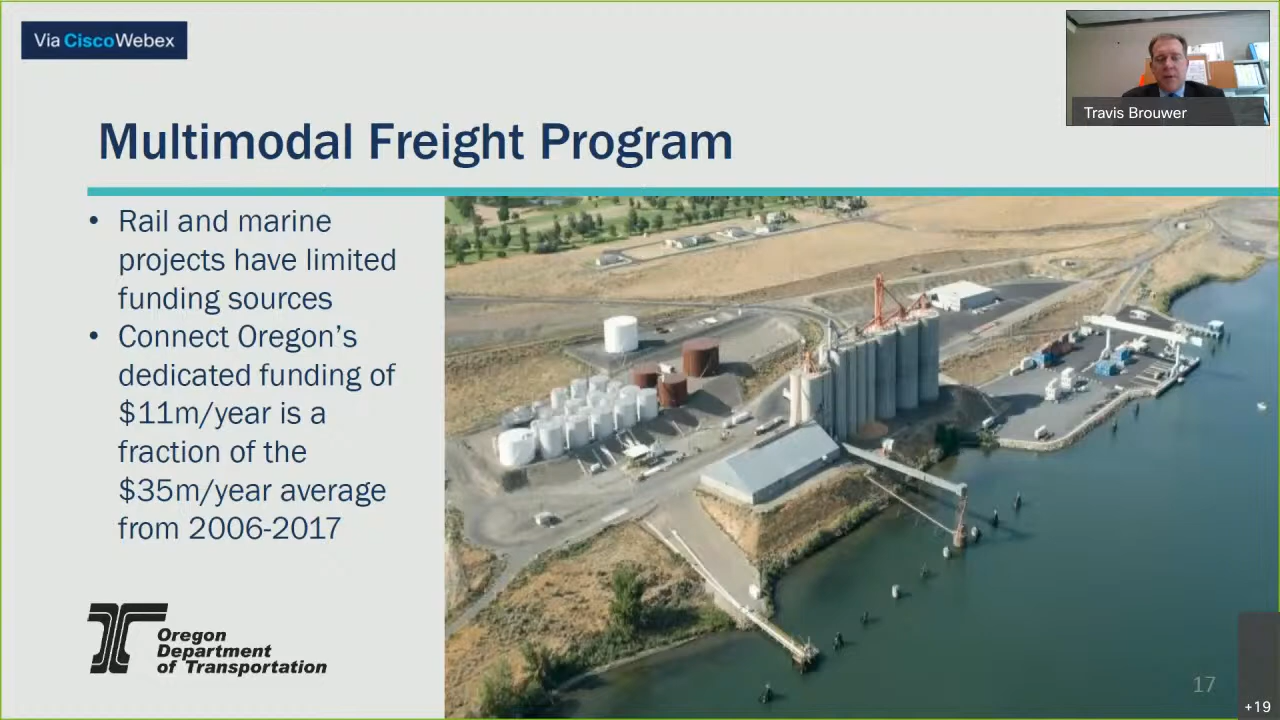 Via CiscoWebex
Travis Brouwer
Multimodal Freight Program
• Rail and marine
projects have limited
funding sources
• Connect Oregon’s
dedicated funding of
$11m/year is a
fraction of the
$35m/year average
from 2006-2017
Oregon
Department
of Transportation
17
+19